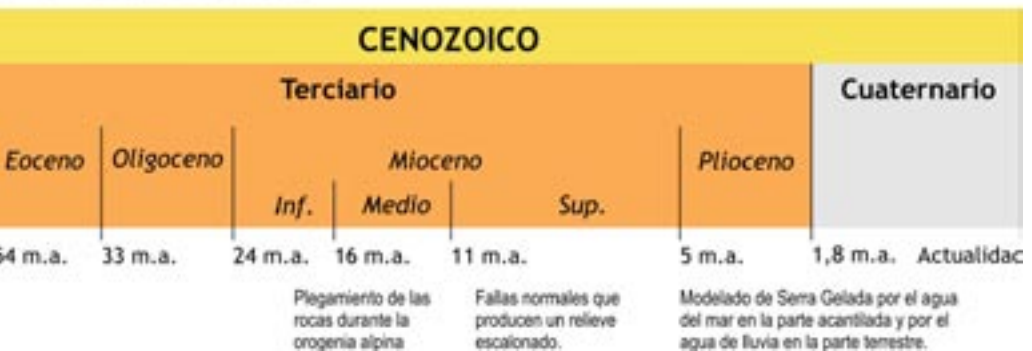 CENOZOICO
Terciario
Cuaternario
Eoceno
Oligoceno
Mioceno
Plioceno
Inf.
Medio
Sup.
54 m.a.
33 m.a.
24 m.a.
16 m.a.
11 m.a.
5 m.a.
1,8 m.a.
Actualidad
Plegamiento de las
rocas durante la
orogenia alpina
Fallas normales que
producen un relieve
escalonado.
Modelado de Serra Gelada por el agua
del mar en la parte acantilada y por el
agua de lluvia en la parte terrestre.